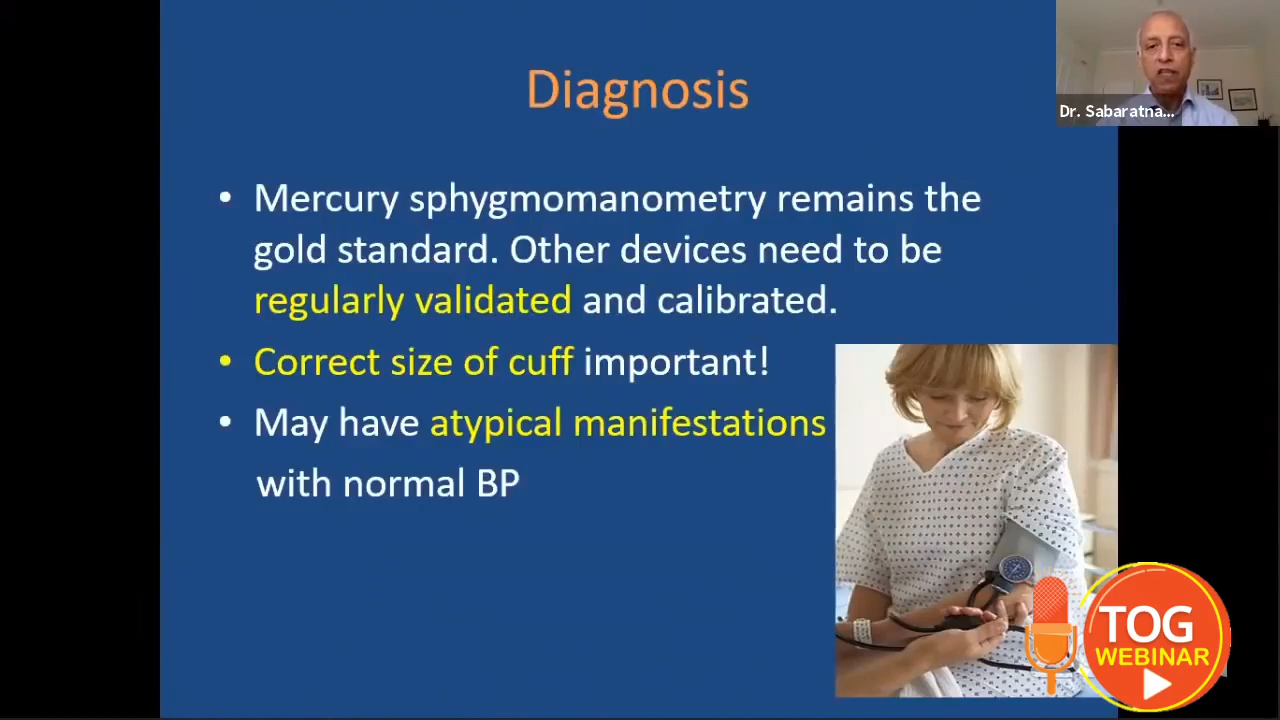 Diagnosis
Dr. Sabaratna...
• Mercury sphygmomanometry remains the
gold standard. Other devices need to be
regularly validated and calibrated.
• Correct size of cuff important!
• May have atypical manifestations
with normal BP
TOG
WEBINAR